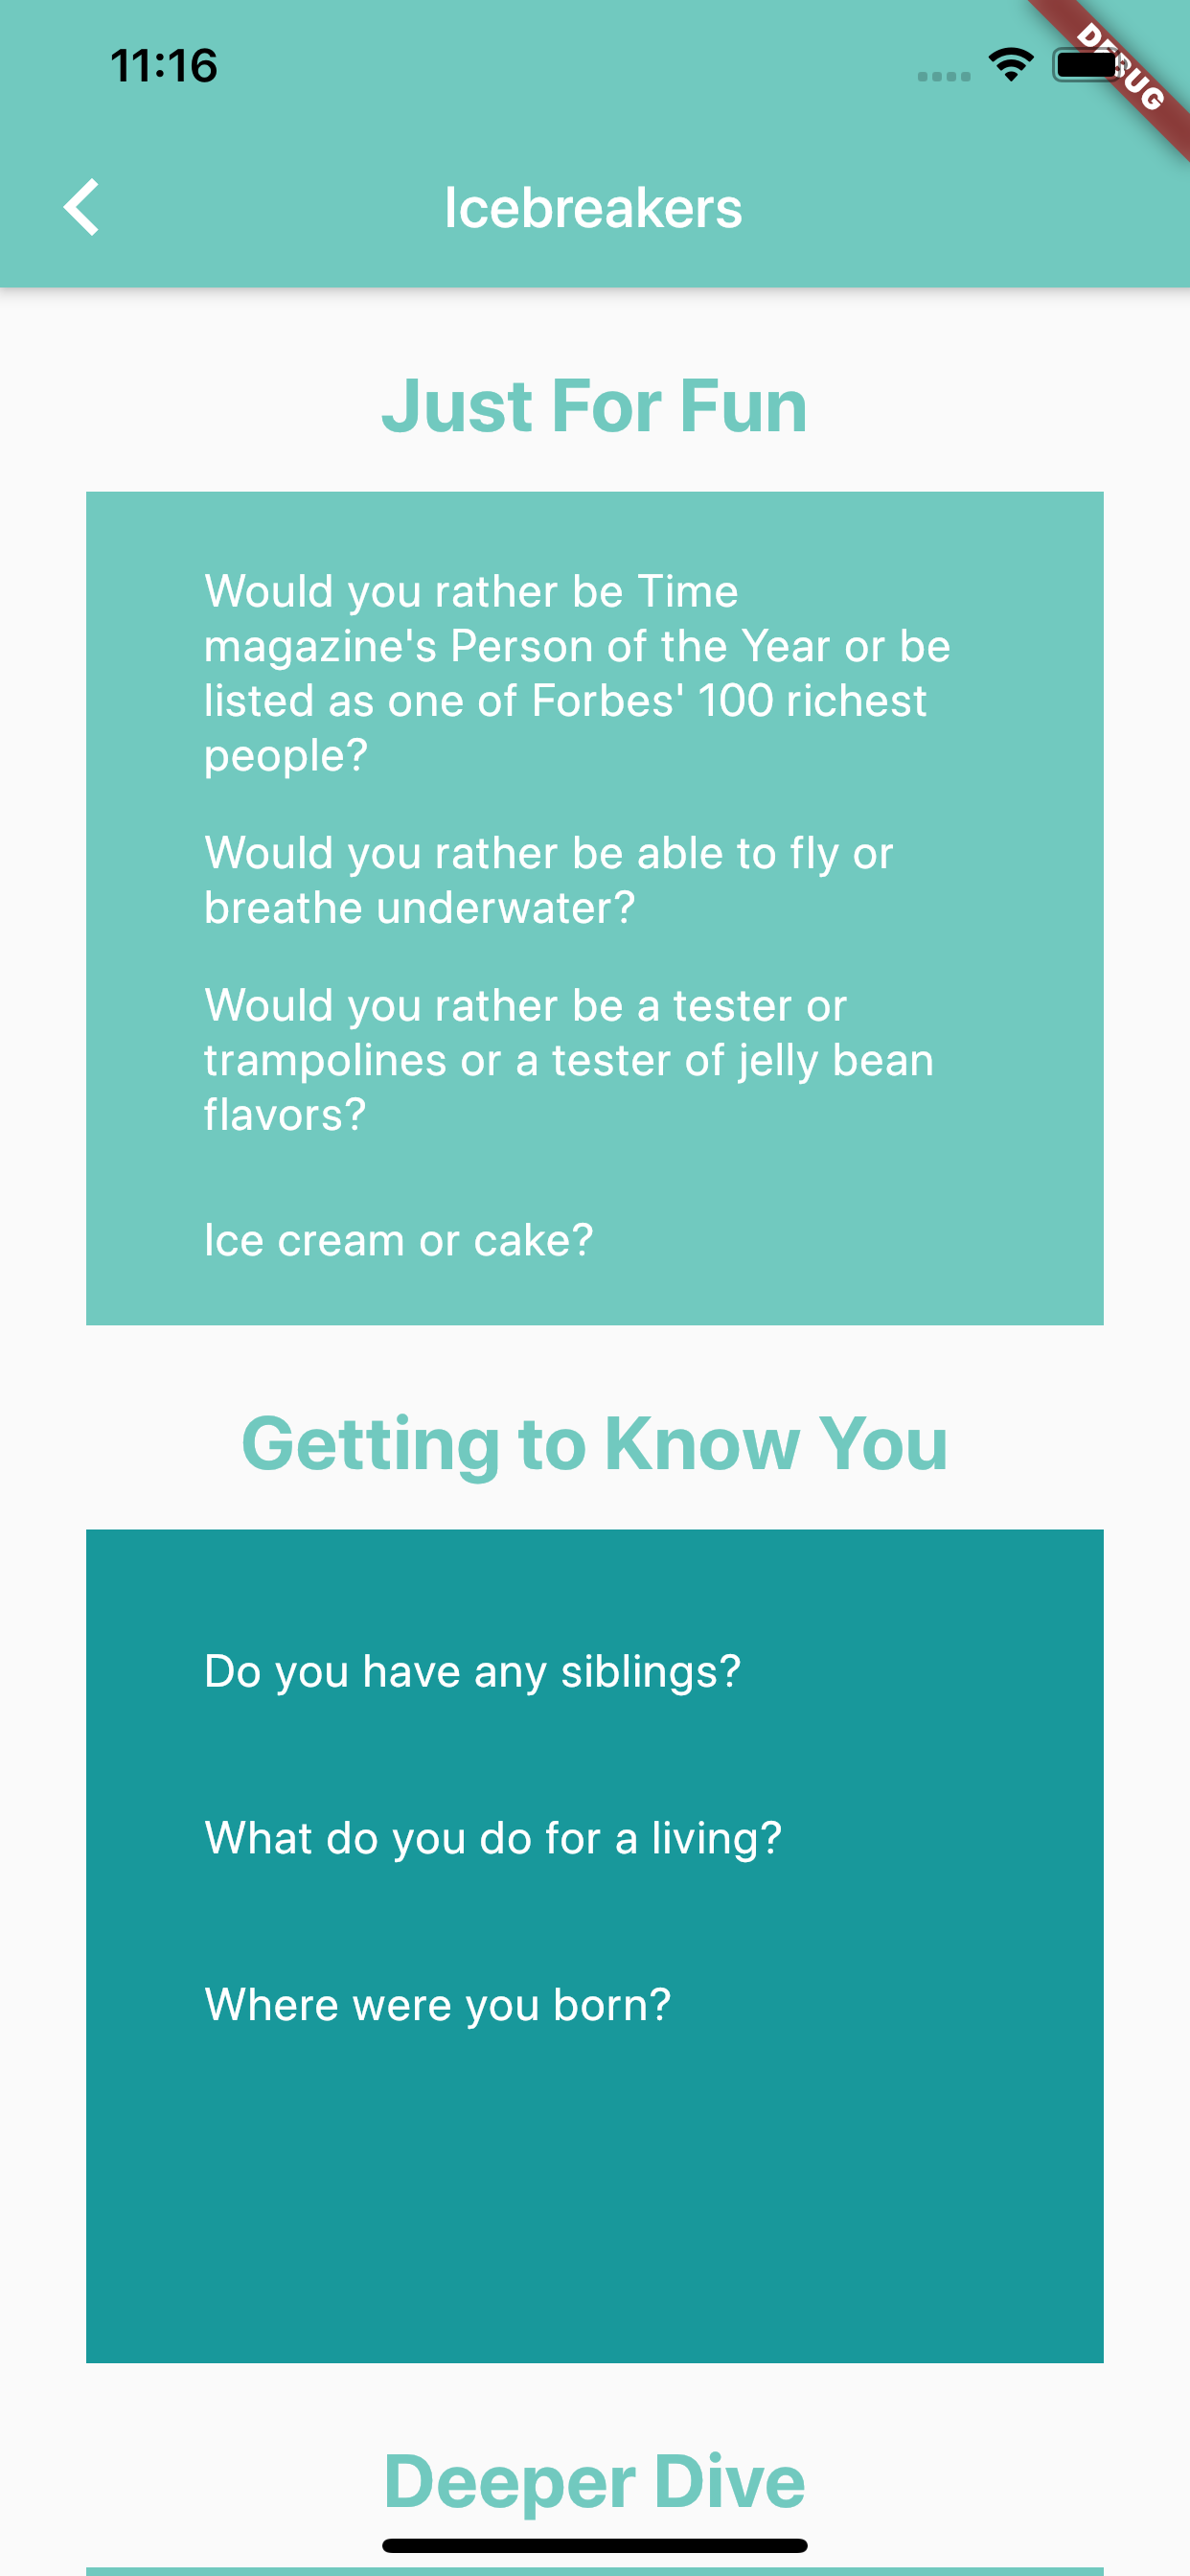 11:16
DEBUG
Icebreakers
Just For Fun
Would you rather be Time
magazine's Person of the Year or be
listed as one of Forbes' 100 richest
people?
Would you rather be able to fly or
breathe underwater?
Would you rather be a tester or
trampolines or a tester of jelly bean
flavors?
Ice cream or cake?
Getting to Know You
Do you have any siblings?
What do you do for a living?
Where were you born?
Deeper Dive